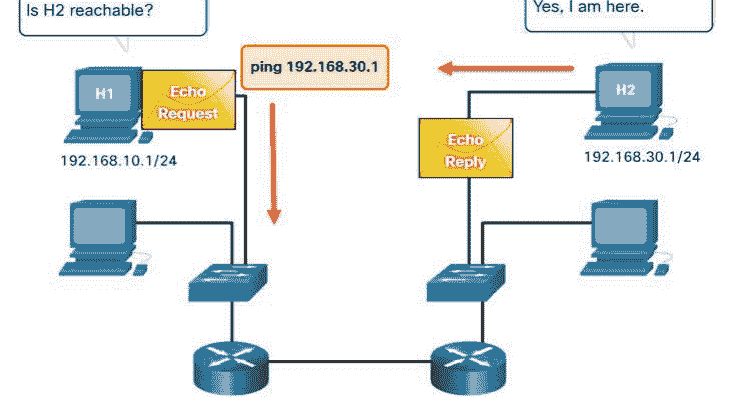 Is H2 reachable?
Yes, I am here.
ping 192.168.30.1
H1
Echo
Request
H2
Echo
Reply
192.168.10.1/24
192.168.30.1/24